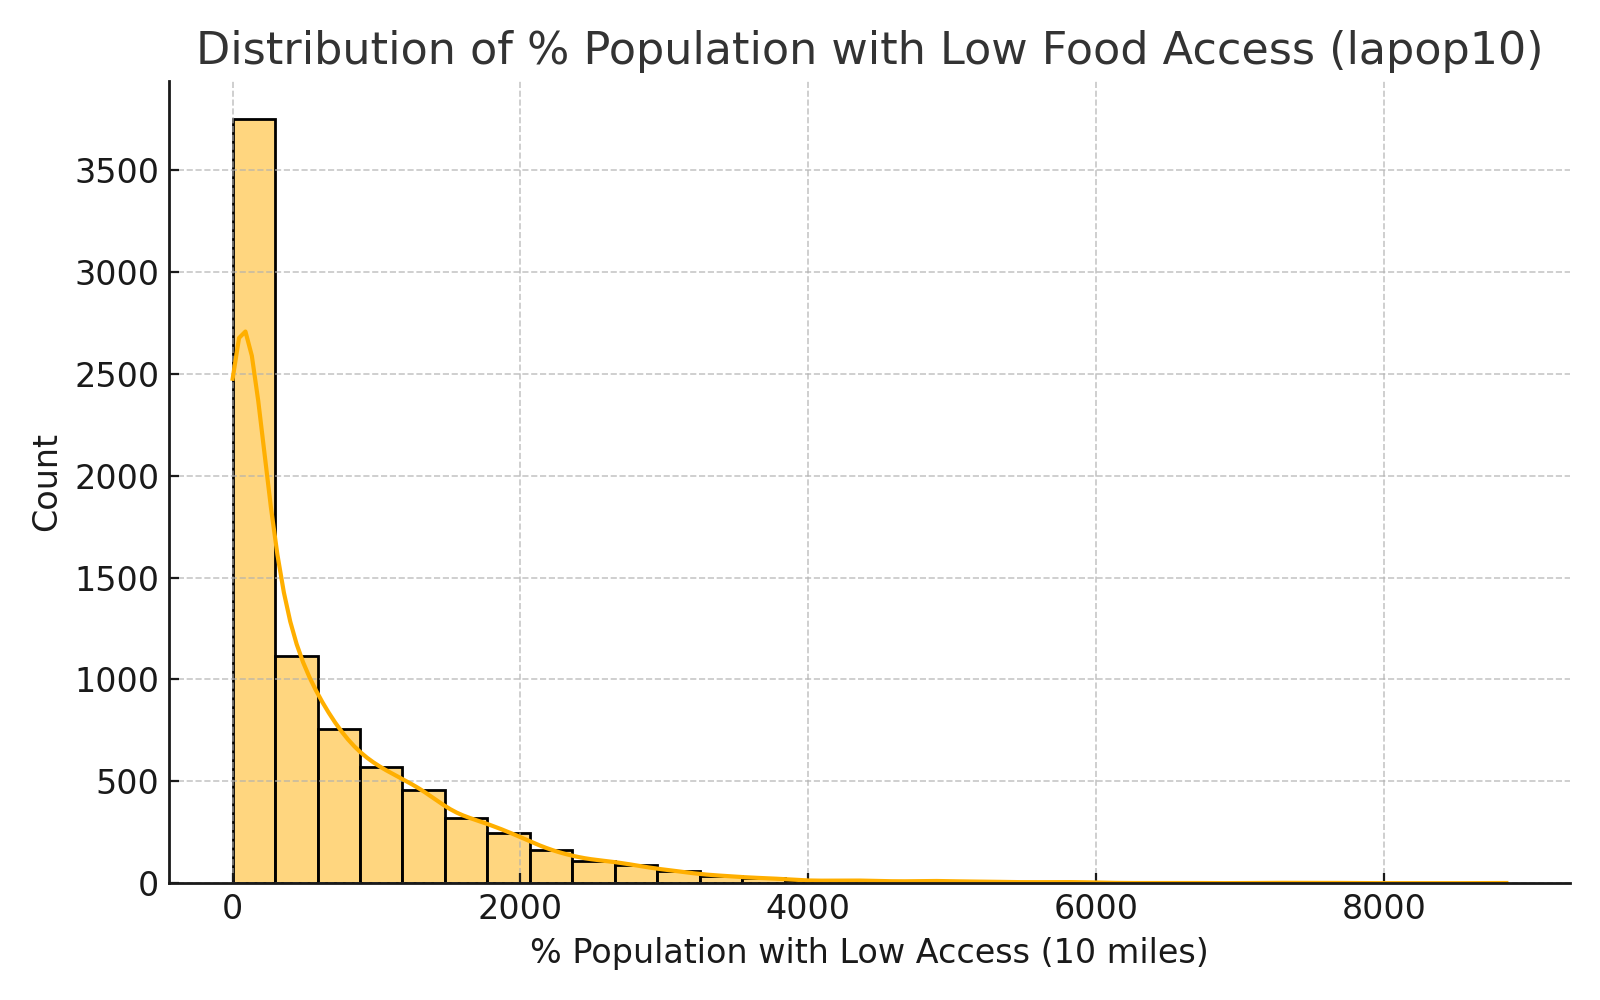 Distribution of % Population with Low Food Access (lapop10)
3500
3000
2500
2000
1500
1000
500
0
Count
0 2000 4000 6000 8000
% Population with Low Access (10 miles)